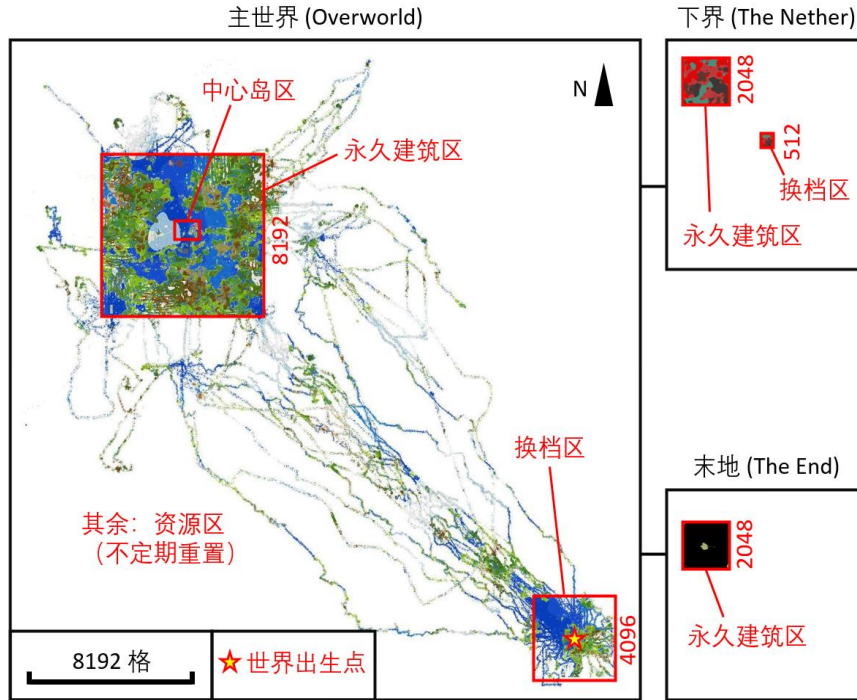 主世界 (Overworld)
下界 (The Nether)
中心岛区
N
2048
永久建筑区
512
换档区
8192
永久建筑区
换档区
末地 (The End)
其余：资源区
（不定期重置）
2048
4096
永久建筑区
8192 格
世界出生点